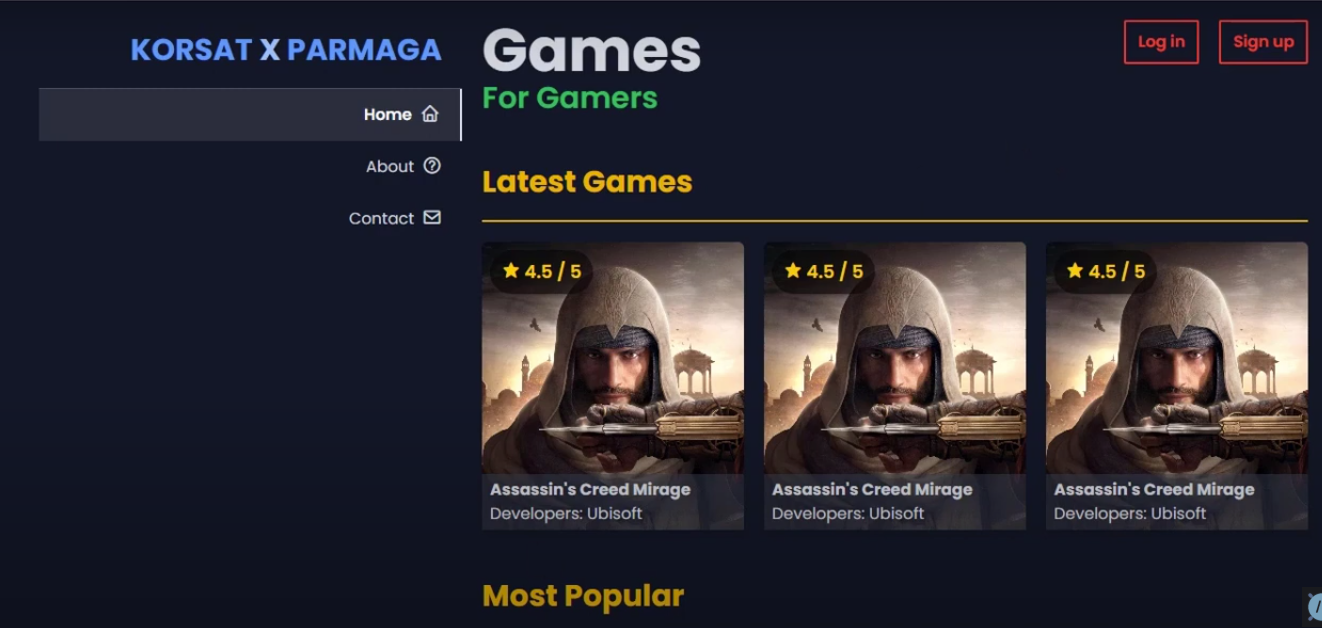 KORSAT X PARMAGA
Home
About
Contact
Games
For Gamers
Log in
Sign up
Latest Games
4.5 / 5
4.5 / 5
4.5 / 5
Assassin's Creed Mirage
Developers: Ubisoft
Assassin's Creed Mirage
Developers: Ubisoft
Assassin's Creed Mirage
Developers: Ubisoft
Most Popular